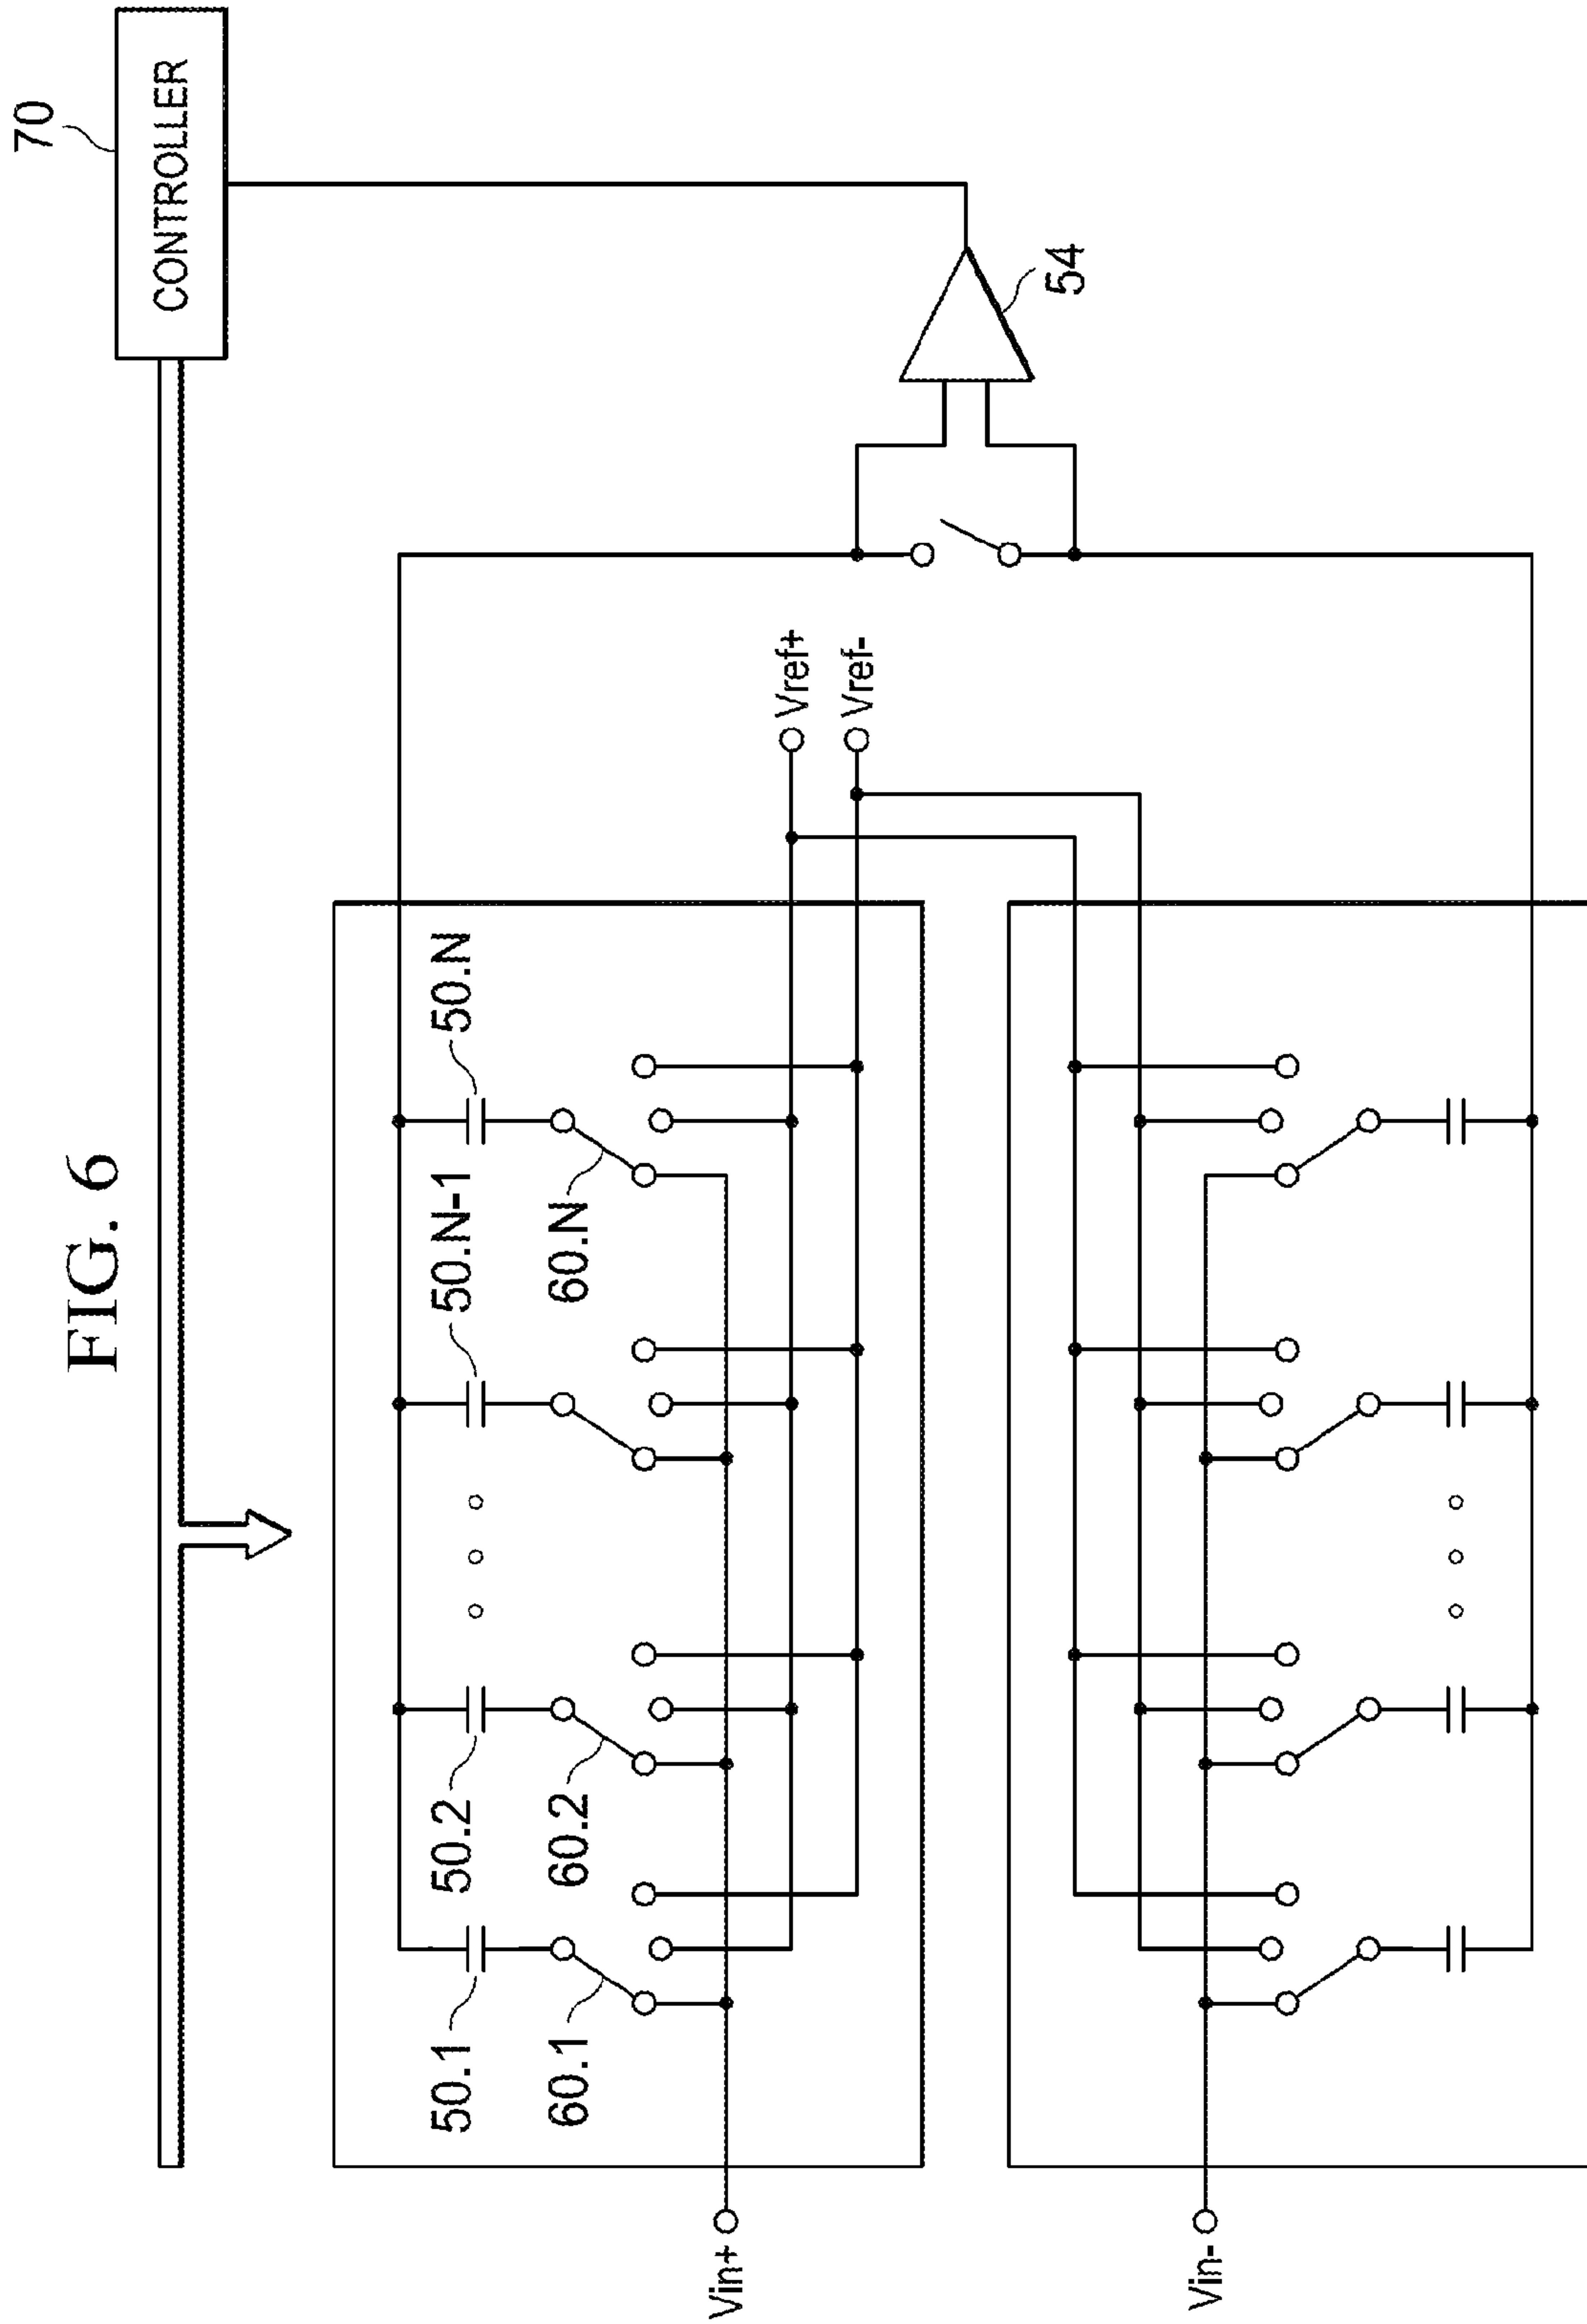 FIG. 6
70
CONTROLLER
50.1
50.2
50.N-1
50.N
60.1
60.2
60.N
Vref+
Vref-
54
Vin+
Vin-